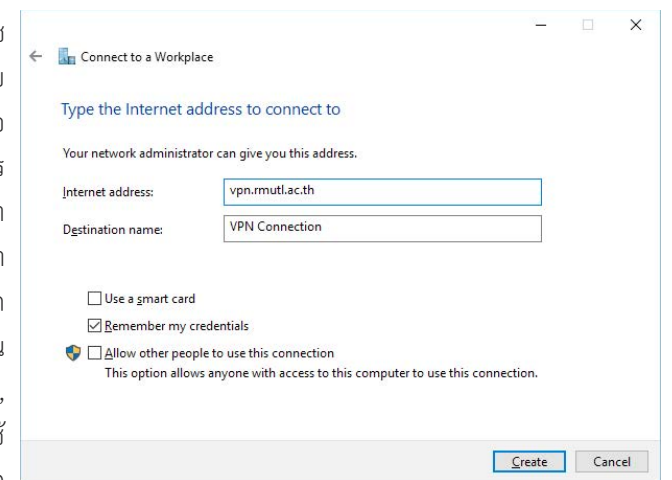 Connect to a Workplace
Type the Internet address to connect to
Your network administrator can give you this address.
Internet address: vpn.rmutl.ac.th
Destination name: VPN Connection
Use a smart card
Remember my credentials
Allow other people to use this connection
This option allows anyone with access to this computer to use this connection.
Create Cancel